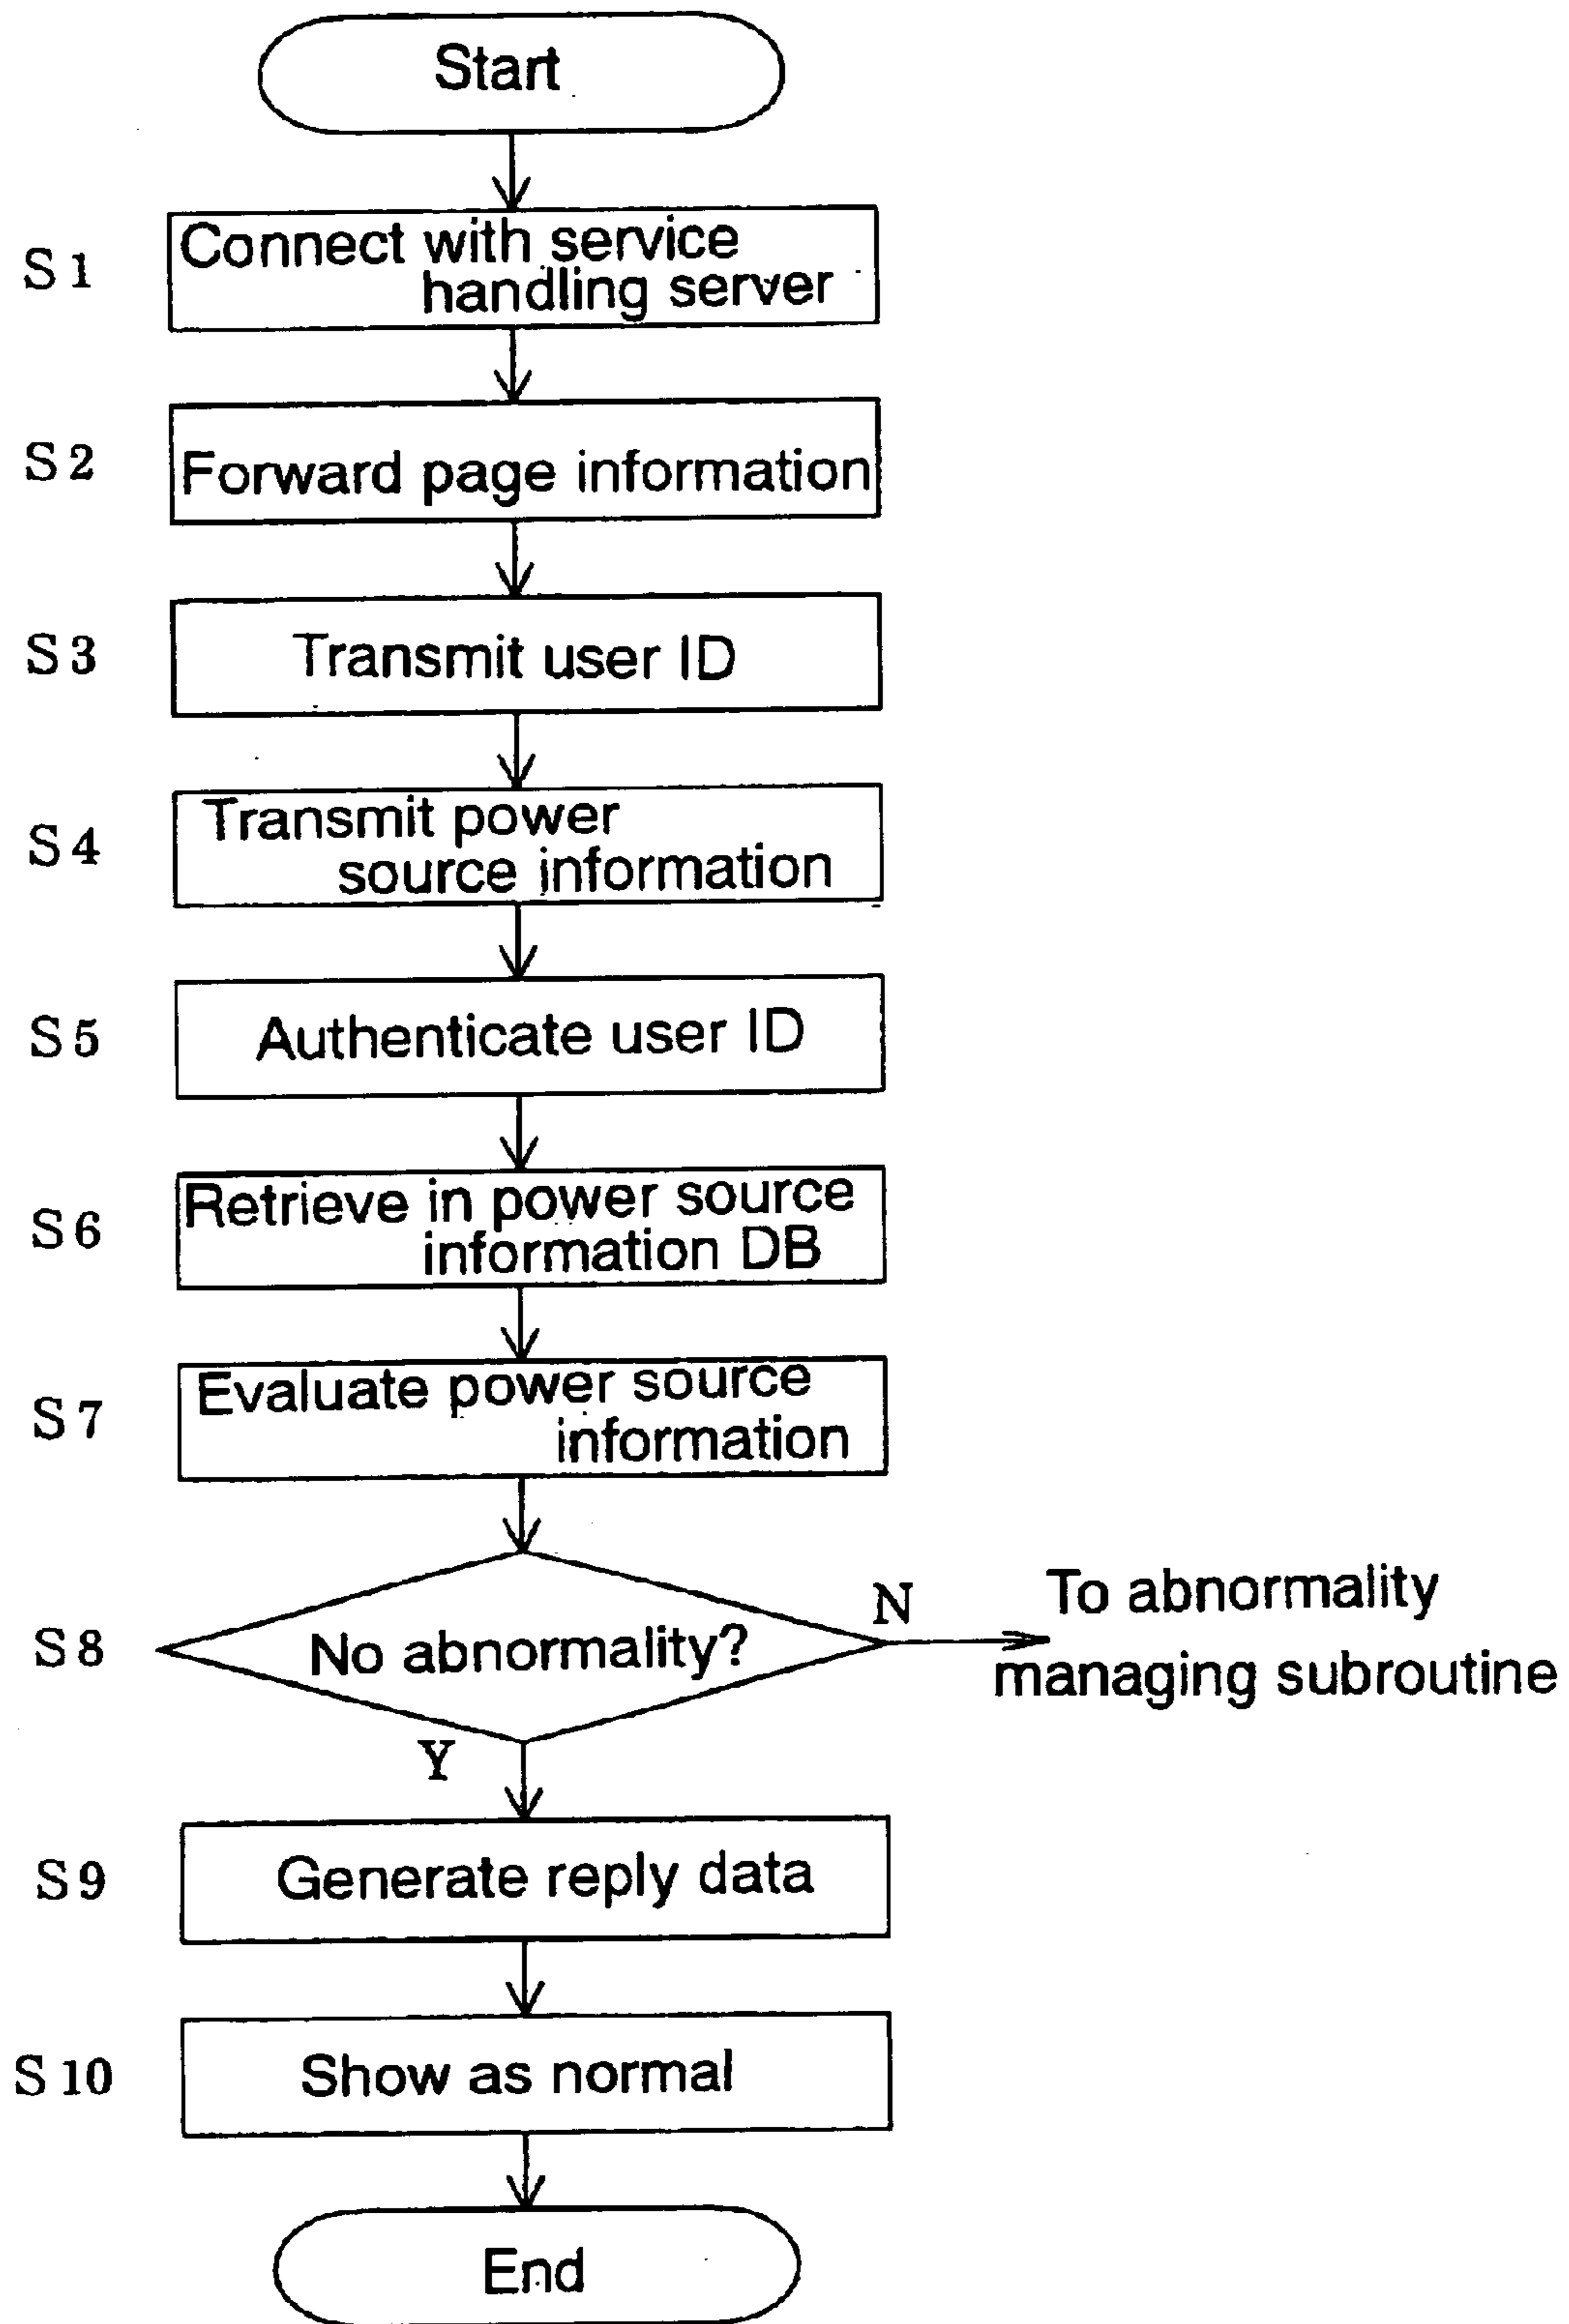 Start
S1
Connect with service
handling server
S2
Forward page information
S3
Transmit user ID
S4
Transmit power
source information
S5
Authenticate user ID
S6
Retrieve in power source
information DB
S7
Evaluate power source
information
S8
No abnormality?
N
To abnormality
managing subroutine
Y
S9
Generate reply data
S10
Show as normal
End